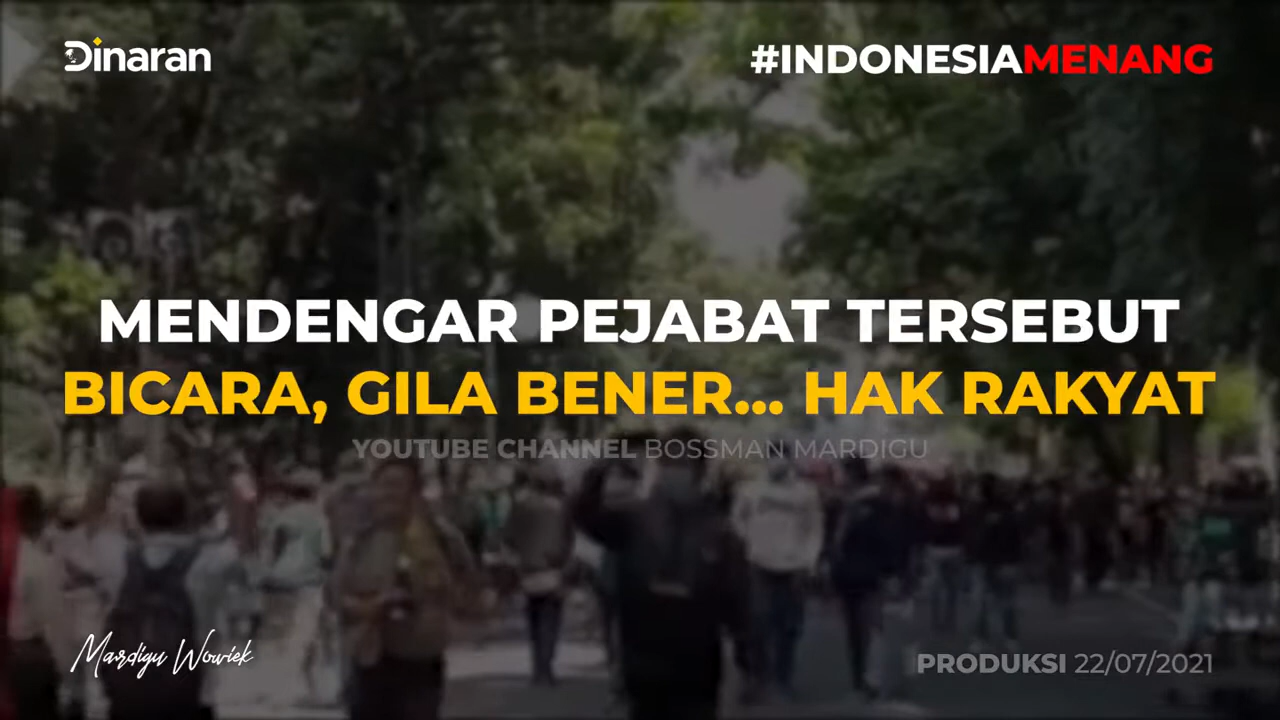 Dinaran
#INDONESIAMENANG
MENDENGAR PEJABAT TERSEBUT
BICARA, GILA BENER... HAK RAKYAT
YOUTUBE CHANNEL BOSSMAN MARDIGU
Mardigu Wowiek
PRODUKSI 22/07/2021